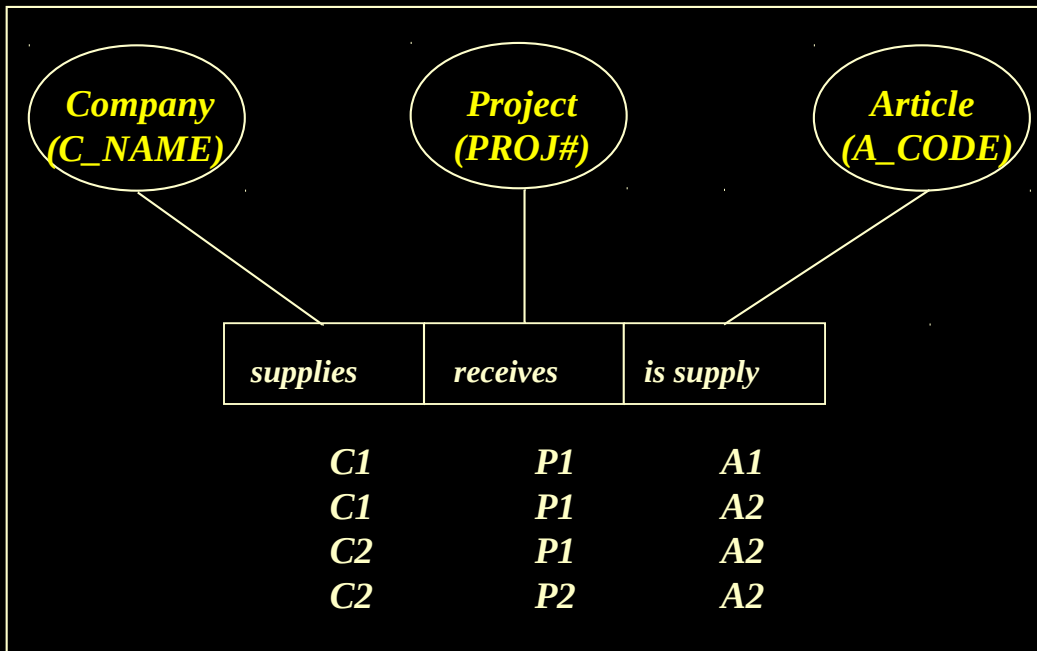 Company
(C_NAME)
Project
(PROJ#)
Article
(A_CODE)
supplies receives is supply
C1 P1 A1
C1 P1 A2
C2 P1 A2
C2 P2 A2